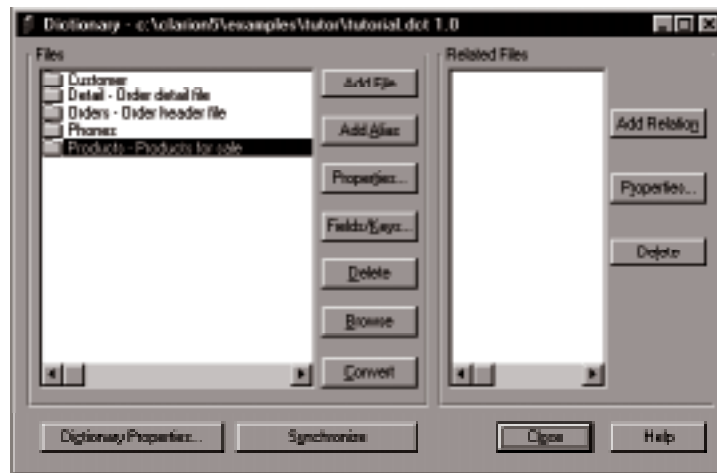 Dictionary - c:\clarion5\examples\tutor\tutorial.dct 1.0
Files
Customer
Detail - Order detail file
Orders - Order header file
Phones
Products - Products for sale
Add File
Add Alias
Properties...
Fields/Keys...
Delete
Browse
Convert
Related Files
Add Relation
Properties...
Delete
Dictionary Properties...
Synchronize
Close
Help